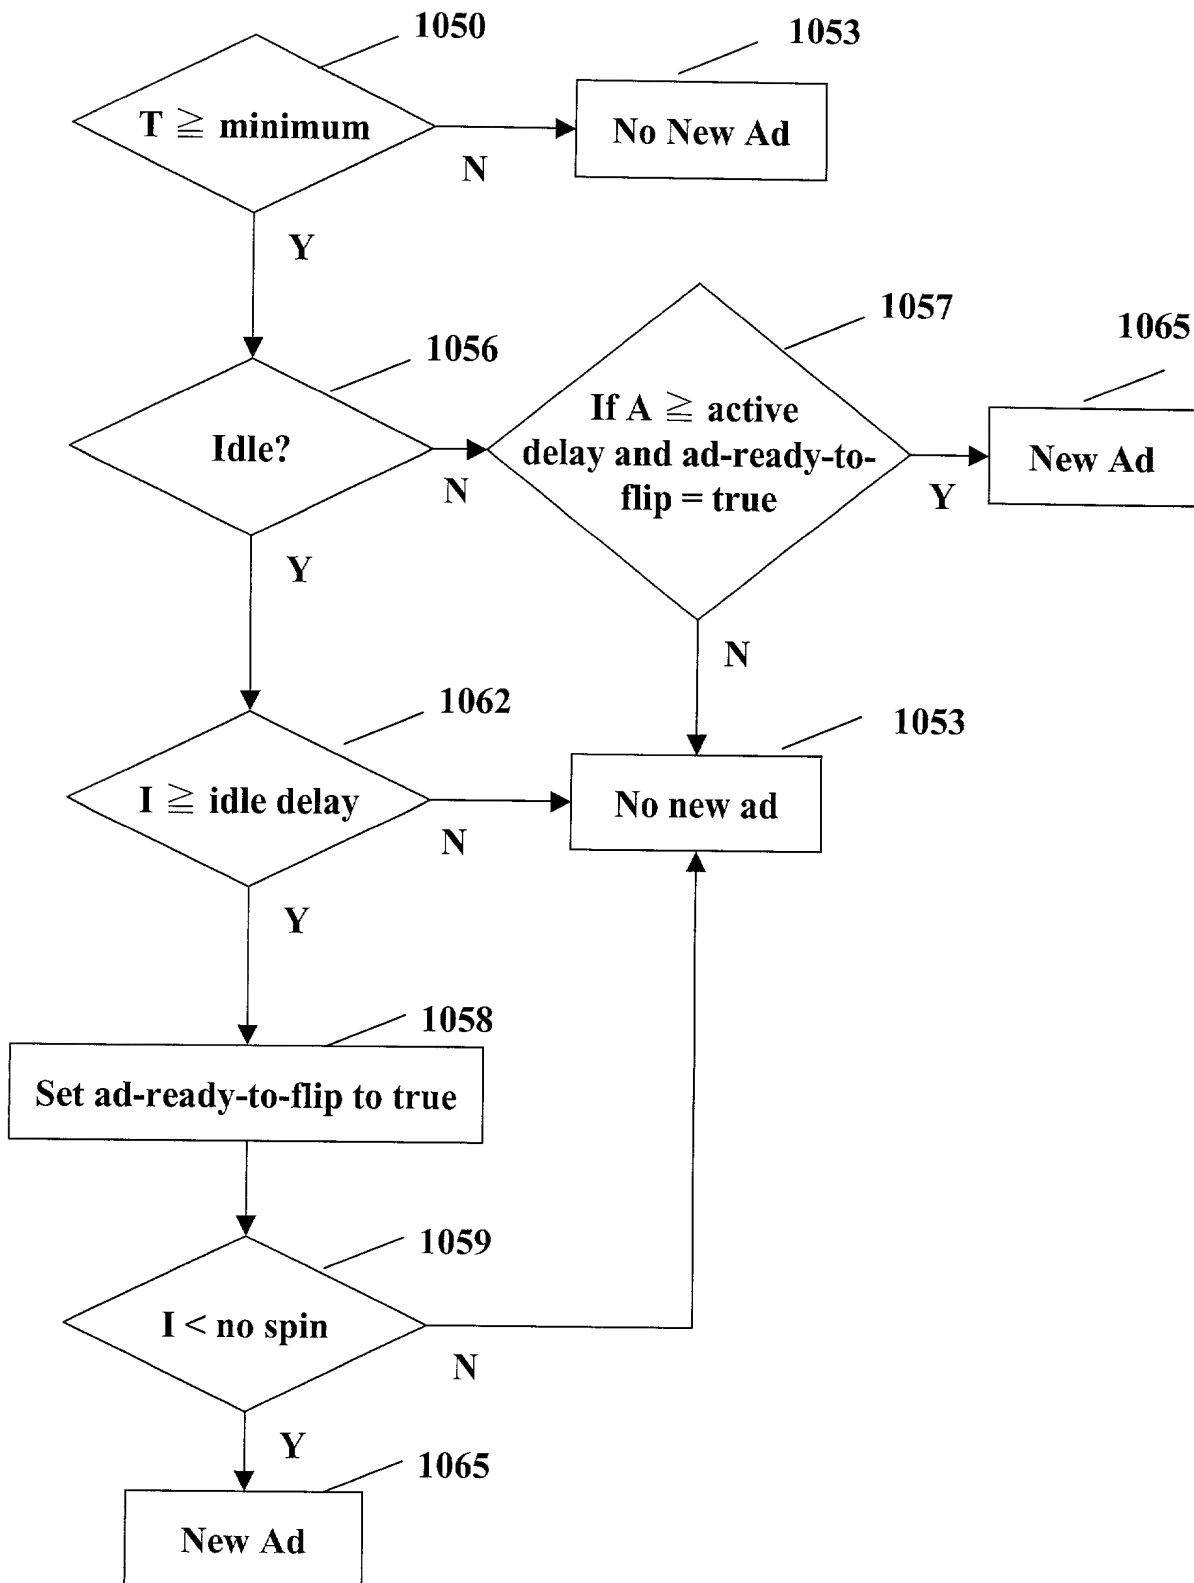 1050
1053
T ≧ minimum
No New Ad
N
Y
1057
1065
1056
If A ≧ active
delay and ad-ready-to-
flip = true
Idle?
New Ad
N
Y
Y
N
1062
1053
I ≧ idle delay
No new ad
N
Y
1058
Set ad-ready-to-flip to true
1059
I < no spin
N
Y
1065
New Ad